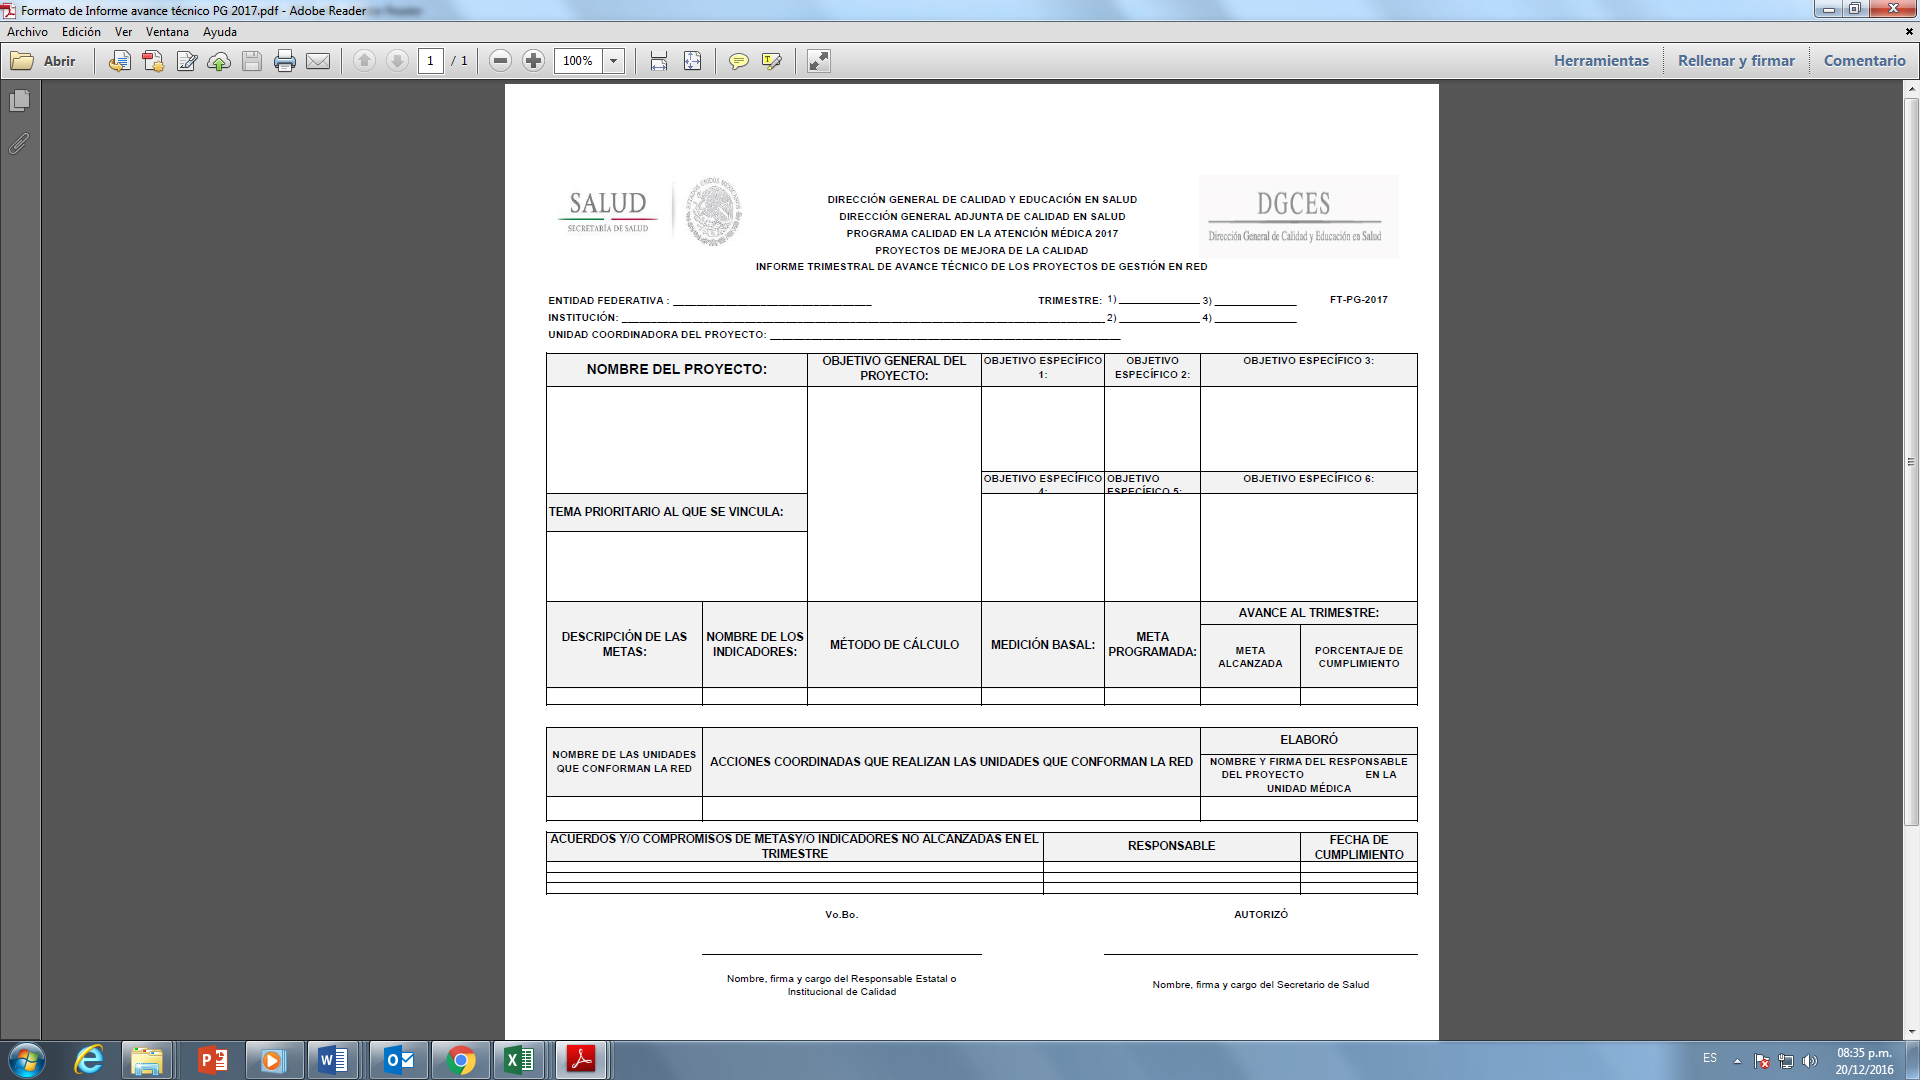 Formato de Informe avance técnico PG 2017.pdf - Adobe Reader
Archivo Edición Ver Ventana Ayuda
Abrir 1 / 1 100% Herramientas Rellenar y firmar Comentario
SALUD
SECRETARÍA DE SALUD
ESTADOS UNIDOS MEXICANOS
DIRECCIÓN GENERAL DE CALIDAD Y EDUCACIÓN EN SALUD
DIRECCIÓN GENERAL ADJUNTA DE CALIDAD EN SALUD
PROGRAMA CALIDAD EN LA ATENCIÓN MÉDICA 2017
PROYECTOS DE MEJORA DE LA CALIDAD
INFORME TRIMESTRAL DE AVANCE TÉCNICO DE LOS PROYECTOS DE GESTIÓN EN RED
DGCES
Dirección General de Calidad y Educación en Salud
ENTIDAD FEDERATIVA : TRIMESTRE: 1) 3) FT-PG-2017
INSTITUCIÓN: 2) 4)
UNIDAD COORDINADORA DEL PROYECTO:
NOMBRE DEL PROYECTO:
OBJETIVO GENERAL DEL
PROYECTO:
OBJETIVO ESPECÍFICO
1:
OBJETIVO
ESPECÍFICO 2:
OBJETIVO ESPECÍFICO 3:
OBJETIVO ESPECÍFICO
4:
OBJETIVO
ESPECÍFICO 5:
OBJETIVO ESPECÍFICO 6:
TEMA PRIORITARIO AL QUE SE VINCULA:
DESCRIPCIÓN DE LAS
METAS:
NOMBRE DE LOS
INDICADORES:
MÉTODO DE CÁLCULO
MEDICIÓN BASAL:
META
PROGRAMADA:
AVANCE AL TRIMESTRE:
META
ALCANZADA
PORCENTAJE DE
CUMPLIMIENTO
NOMBRE DE LAS UNIDADES
QUE CONFORMAN LA RED
ACCIONES COORDINADAS QUE REALIZAN LAS UNIDADES QUE CONFORMAN LA RED
ELABORÓ
NOMBRE Y FIRMA DEL RESPONSABLE
DEL PROYECTO EN LA
UNIDAD MÉDICA
ACUERDOS Y/O COMPROMISOS DE METASY/O INDICADORES NO ALCANZADAS EN EL
TRIMESTRE
RESPONSABLE
FECHA DE
CUMPLIMIENTO
Vo.Bo.
AUTORIZÓ
Nombre, firma y cargo del Responsable Estatal o
Institucional de Calidad
Nombre, firma y cargo del Secretario de Salud
ES
08:35 p.m.
20/12/2016